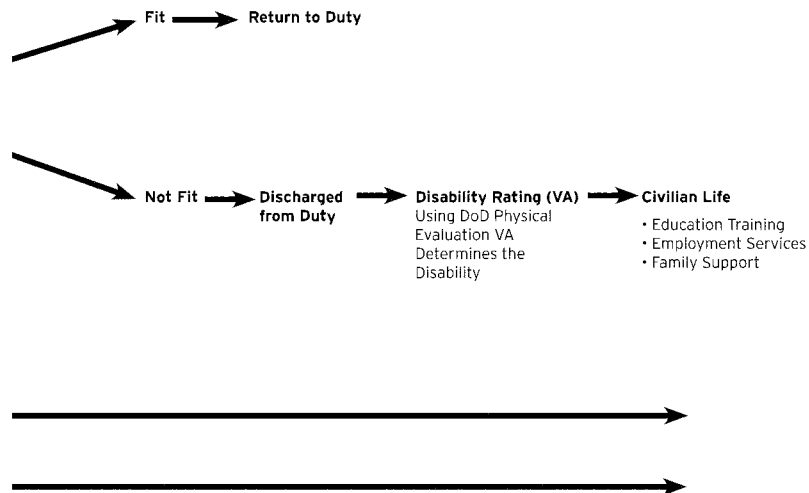 Fit
Return to Duty
Not Fit
Discharged
from Duty
Disability Rating (VA)
Using DoD Physical
Evaluation VA
Determines the
Disability
Civilian Life
• Education Training
• Employment Services
• Family Support